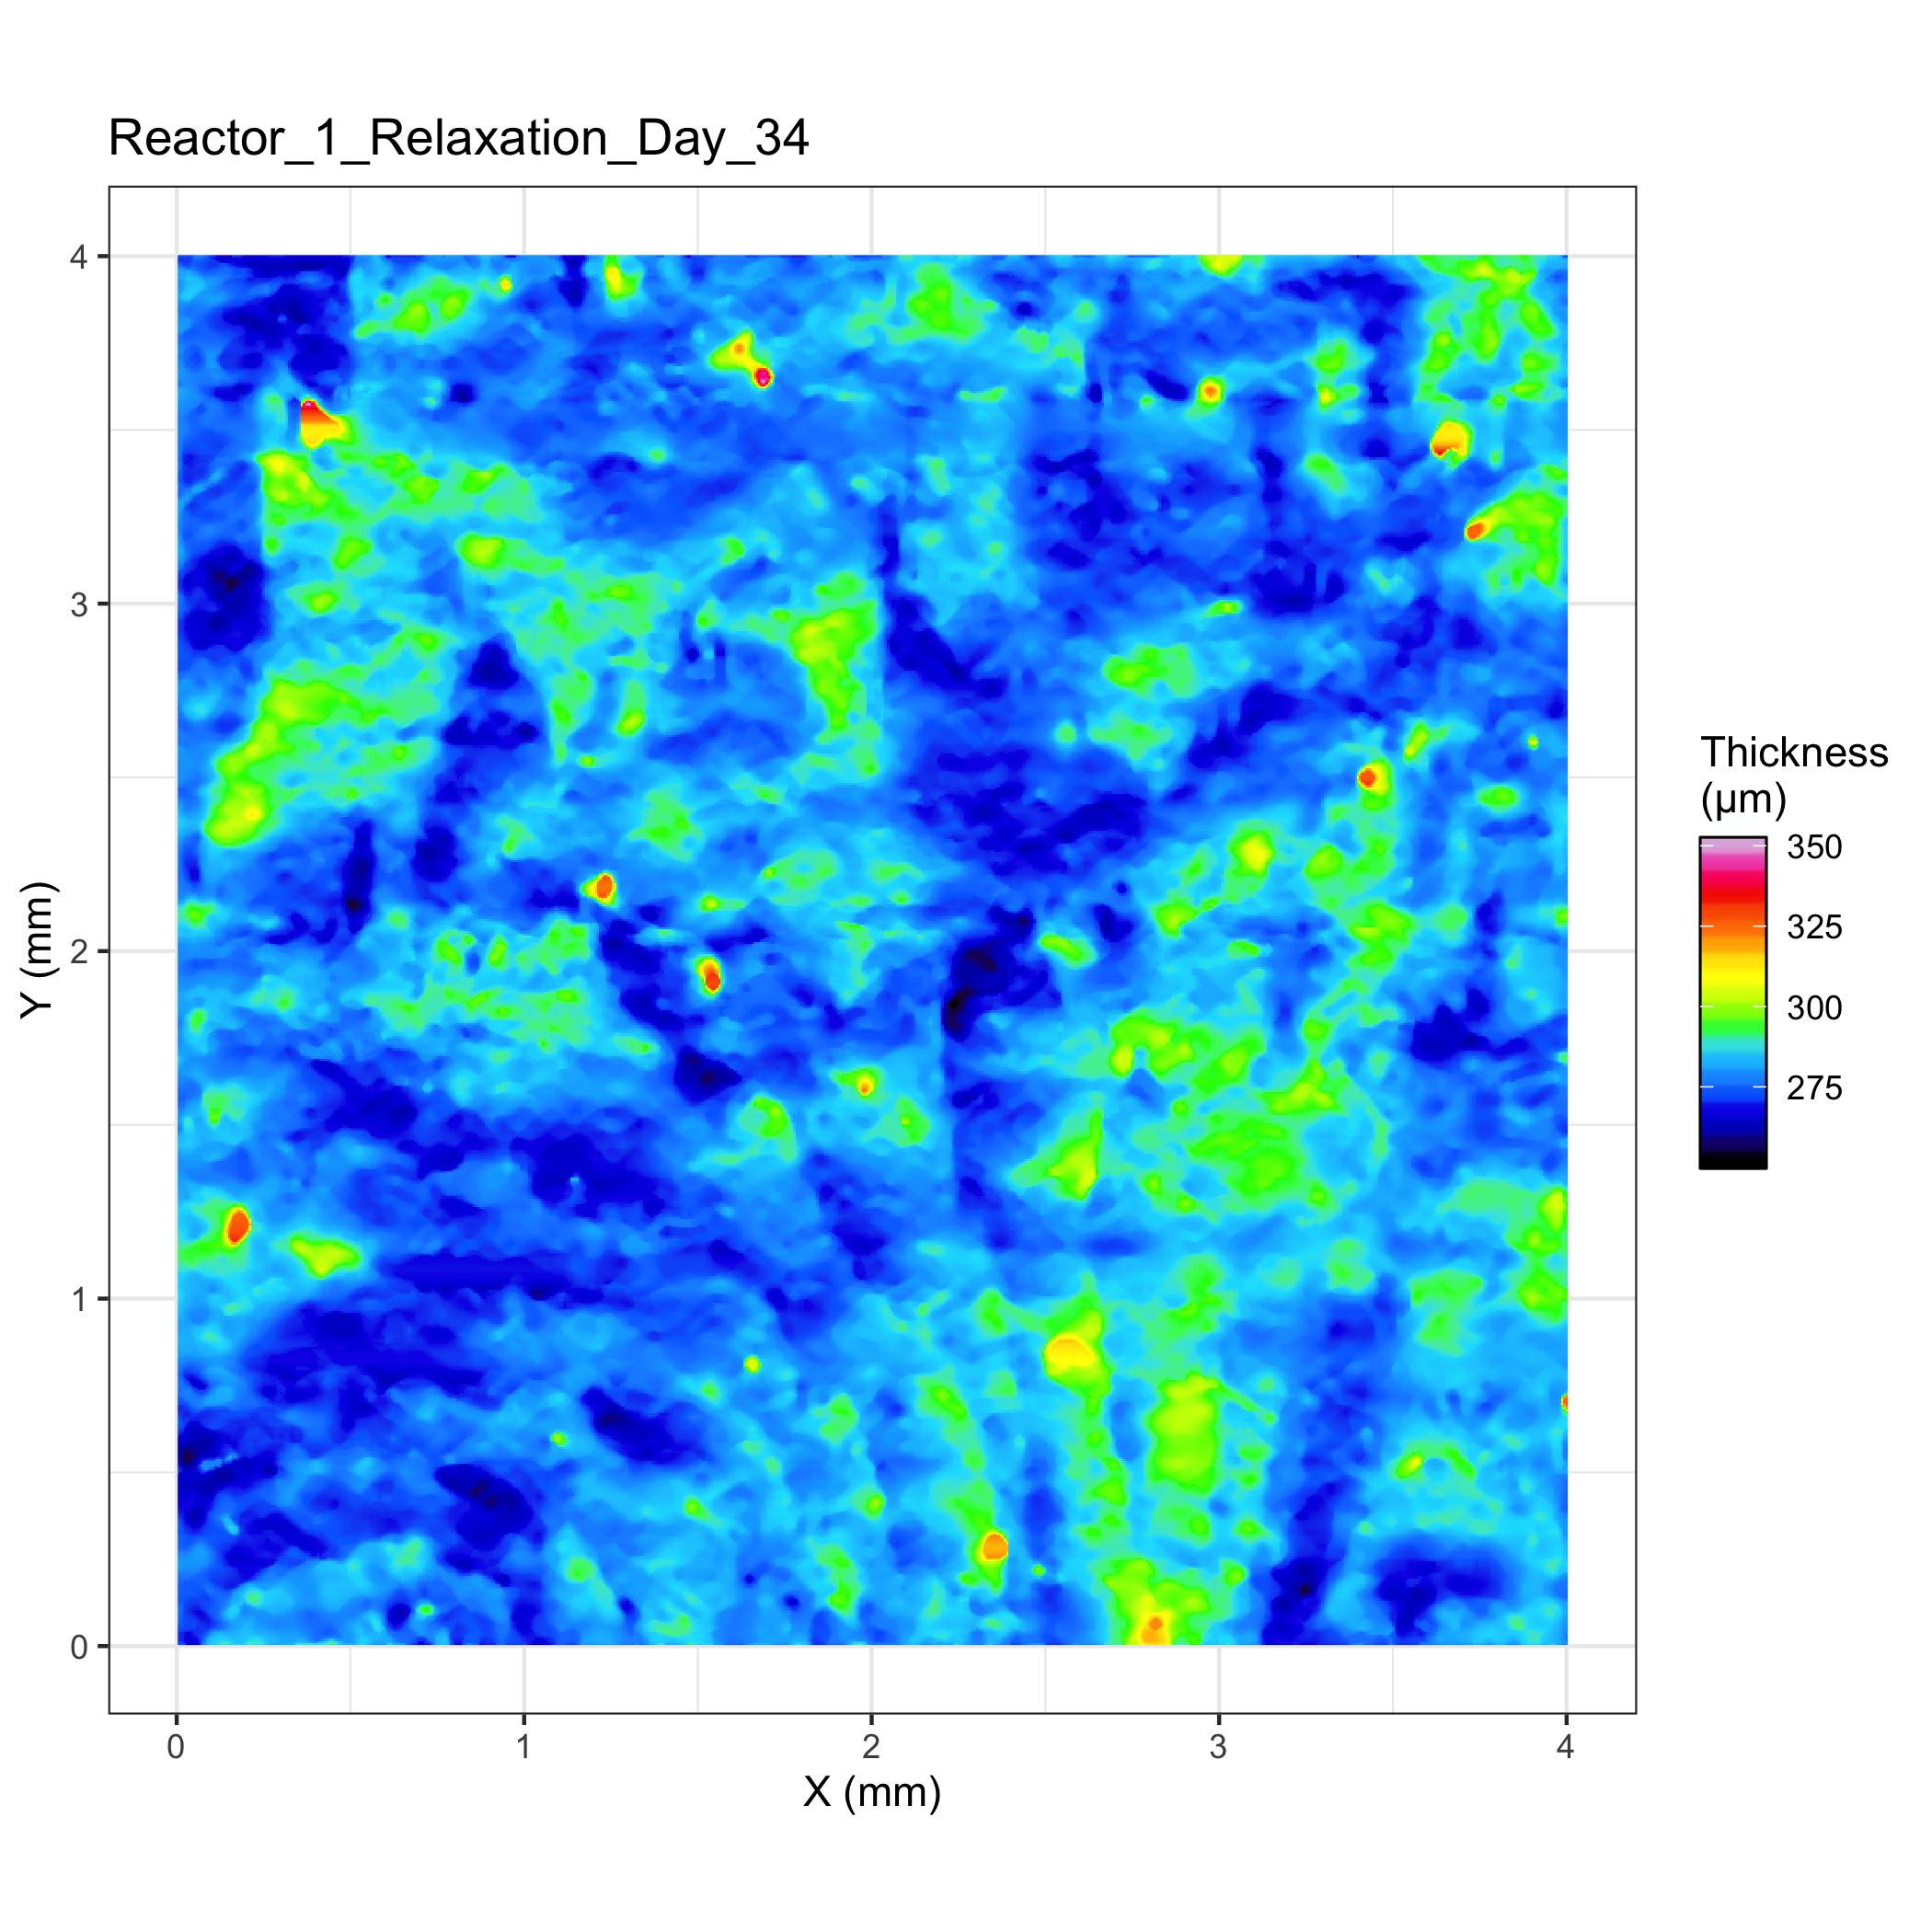 Reactor_1_Relaxation_Day_34
4
3
2
1
0
Y (mm)
0 1 2 3 4
X (mm)
Thickness
(µm)
350
325
300
275